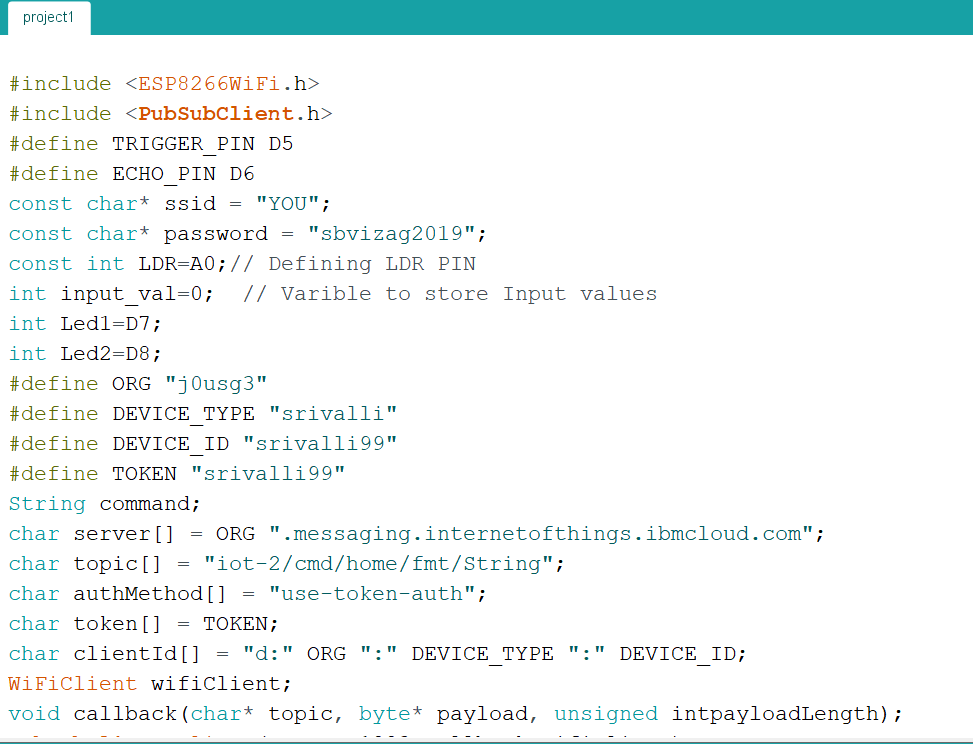 project1
#include <ESP8266WiFi.h>
#include <PubSubClient.h>
#define TRIGGER_PIN D5
#define ECHO_PIN D6
const char* ssid = "YOU";
const char* password = "sbvizag2019";
const int LDR=A0;// Defining LDR PIN
int input_val=0;  // Varible to store Input values
int Led1=D7;
int Led2=D8;
#define ORG "j0usg3"
#define DEVICE_TYPE "srivalli"
#define DEVICE_ID "srivalli99"
#define TOKEN "srivalli99"
String command;
char server[] = ORG ".messaging.internetofthings.ibmcloud.com";
char topic[] = "iot-2/cmd/home/fmt/String";
char authMethod[] = "use-token-auth";
char token[] = TOKEN;
char clientId[] = "d:" ORG ":" DEVICE_TYPE ":" DEVICE_ID;
WiFiClient wifiClient;
void callback(char* topic, byte* payload, unsigned intpayloadLength);